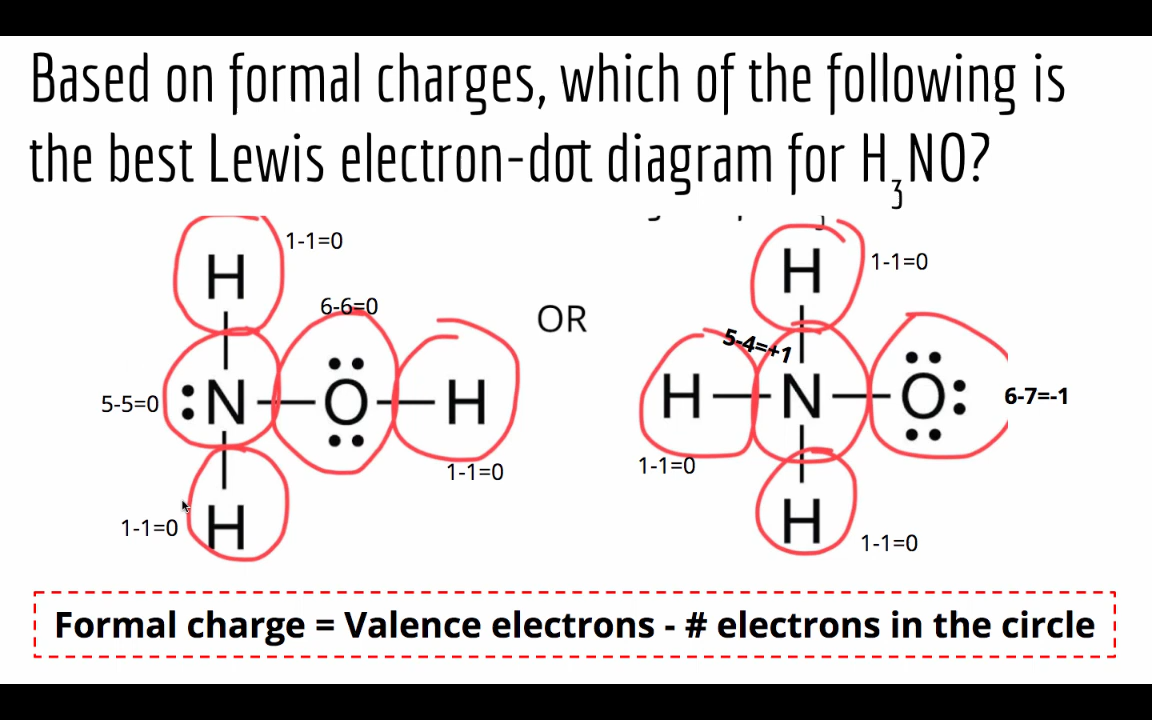 Based on formal charges, which of the following is
the best Lewis electron-dot diagram for H₃NO?
1-1=0
H
6-6=0
5-5=0
:N-Ö-H
1-1=0
1-1=0
H
OR
H
1-1=0
5-4=+1
H-N-Ö:
6-7=-1
1-1=0
H
1-1=0
Formal charge = Valence electrons - # electrons in the circle